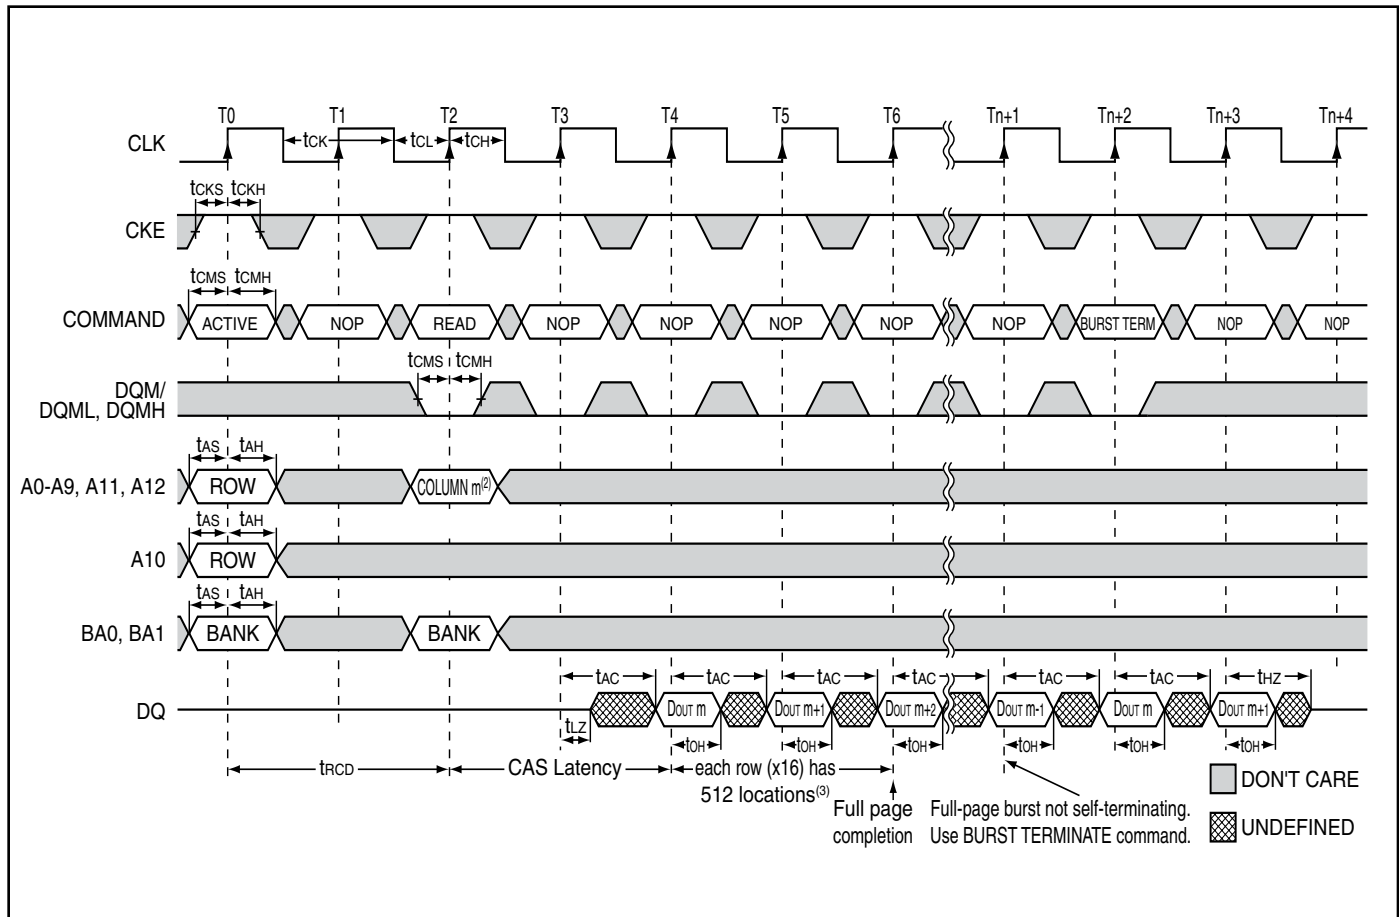 T0 T1 T2 T3 T4 T5 T6 Tn+1 Tn+2 Tn+3 Tn+4
CLK tCK tCL tCH
tCKS tCKH
CKE
tCMS tCMH
COMMAND ACTIVE NOP READ NOP NOP NOP NOP NOP BURST TERM NOP NOP
tCMS tCMH
DQM/
DQML, DQMH
tAS tAH
A0-A9, A11, A12 ROW COLUMN m(2)
tAS tAH
A10 ROW
tAS tAH
BA0, BA1 BANK BANK
tAC tAC tAC tAC tAC tAC tHZ
DQ DOUT m DOUT m+1 DOUT m+2 DOUT m-1 DOUT m DOUT m+1
tLZ tOH tOH tOH tOH tOH tOH
tRCD CAS Latency each row (x16) has
512 locations(3)
Full page
completion
Full-page burst not self-terminating.
Use BURST TERMINATE command.
DON'T CARE
UNDEFINED